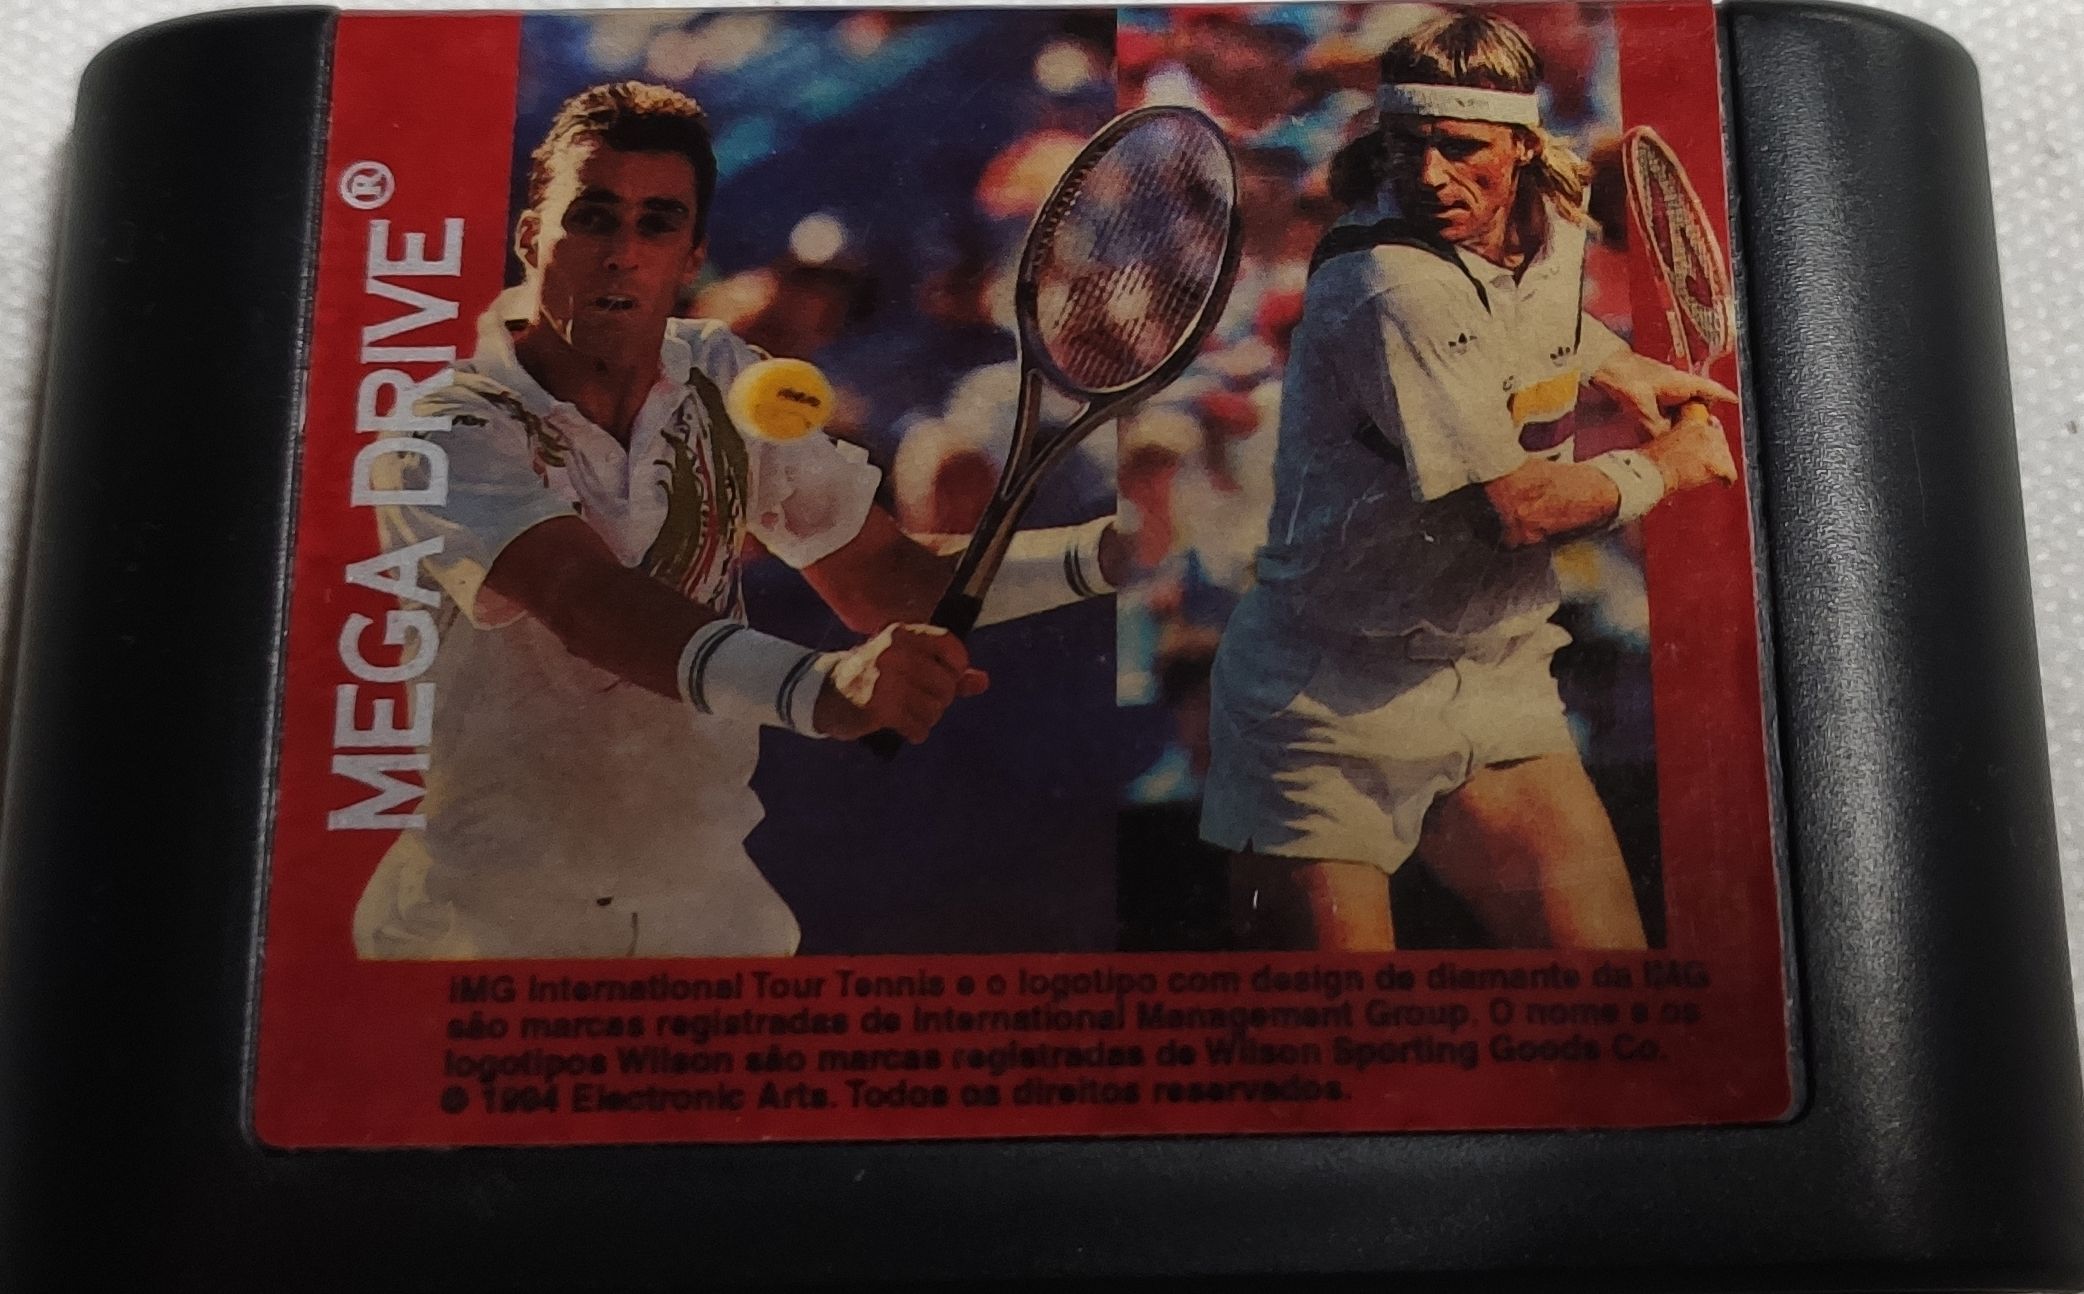 MEGA DRIVE®
IMG International Tour Tennis e o logotipo com design de diamante da IMG
são marcas registradas de International Management Group. O nome e os
logotipos Wilson são marcas registradas de Wilson Sporting Goods Co.
© 1994 Electronic Arts. Todos os direitos reservados.